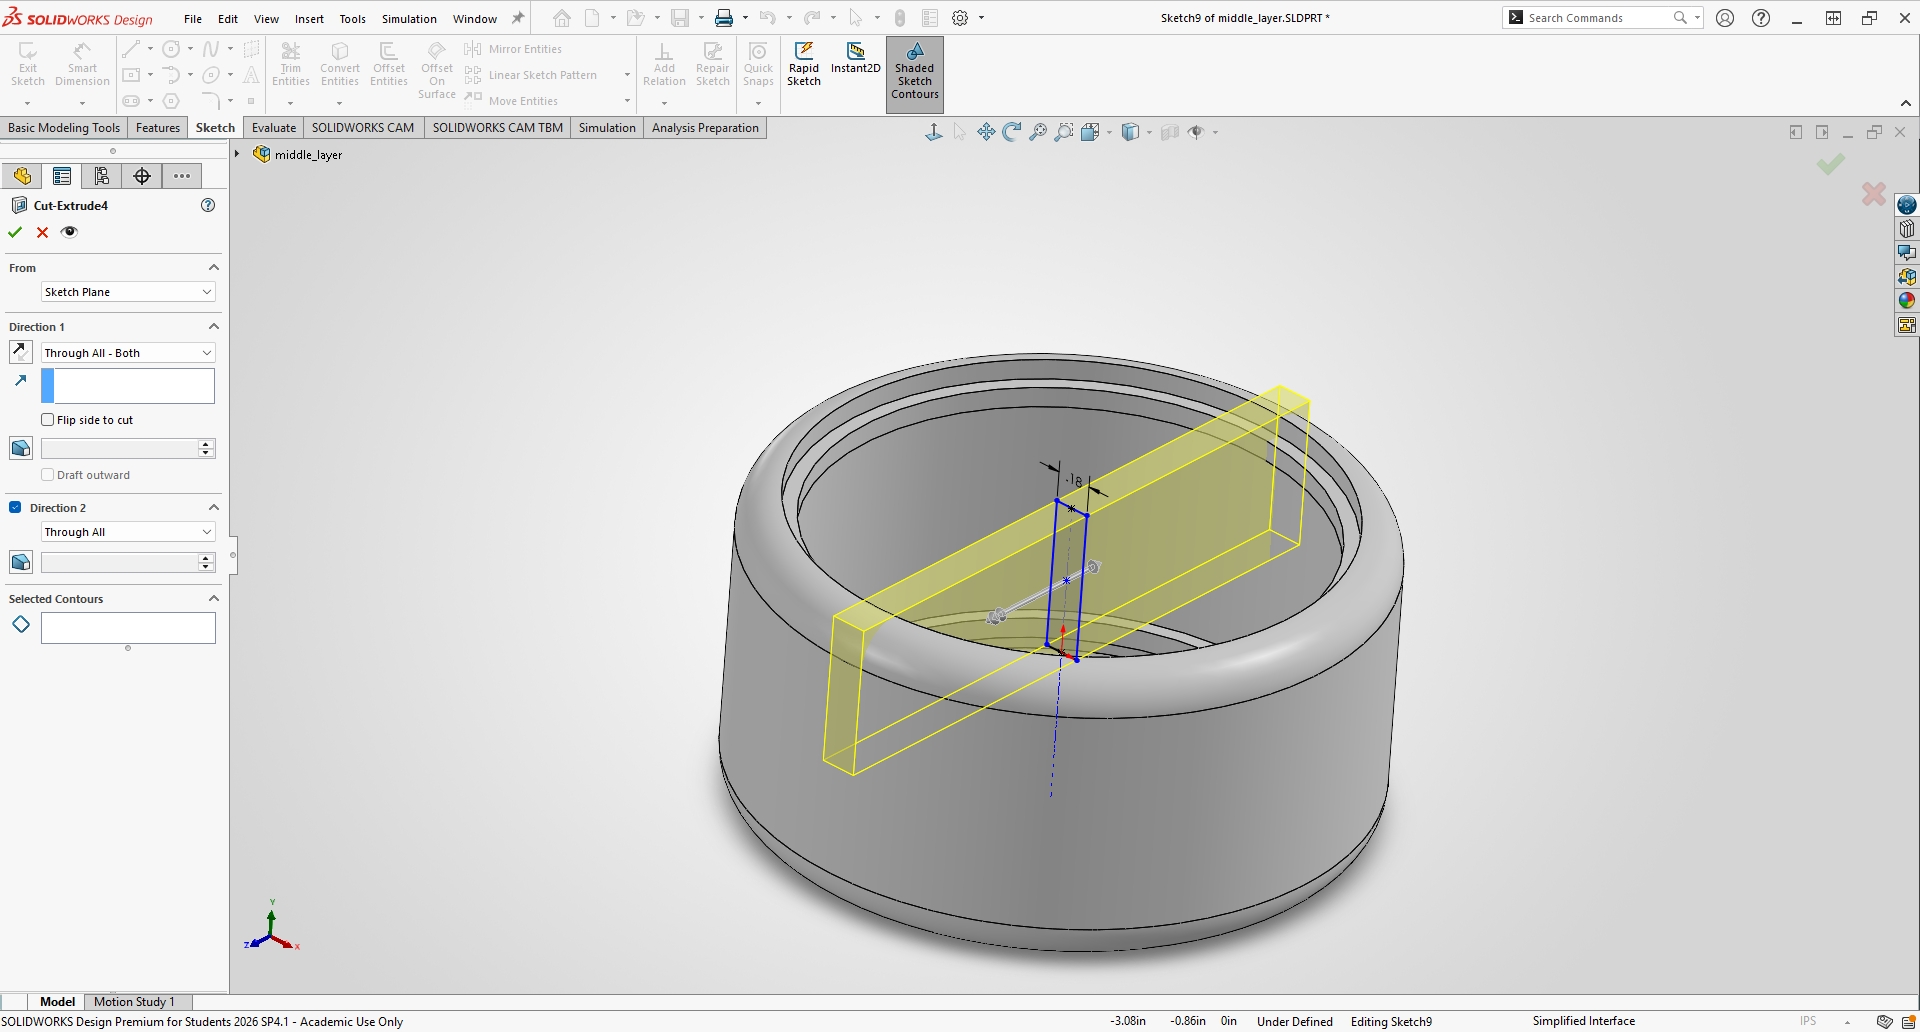 SOLIDWORKS Design File Edit View Insert Tools Simulation Window Sketch9 of middle_layer.SLDPRT * Search Commands
Exit Sketch
Smart Dimension
Trim Entities
Convert Entities
Offset Entities
Offset On Surface
Mirror Entities
Linear Sketch Pattern
Move Entities
Add Relation
Repair Sketch
Quick Snaps
Rapid Sketch
Instant2D
Shaded Sketch Contours
Basic Modeling Tools Features Sketch Evaluate SOLIDWORKS CAM SOLIDWORKS CAM TBM Simulation Analysis Preparation
middle_layer
Cut-Extrude4
From
Sketch Plane
Direction 1
Through All - Both
Flip side to cut
Draft outward
Direction 2
Through All
Selected Contours
.18
Y
Z
X
Model Motion Study 1
SOLIDWORKS Design Premium for Students 2026 SP4.1 - Academic Use Only -3.08in -0.86in 0in Under Defined Editing Sketch9 Simplified Interface IPS